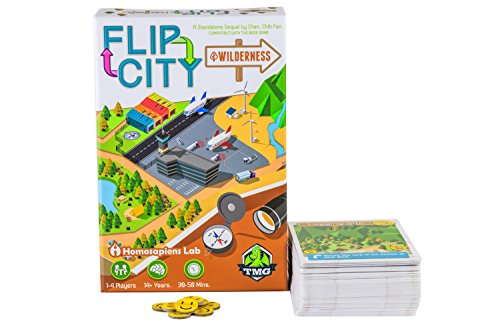 FLIP
CITY
A Standalone Sequel by Chen, Chih Fan
COMPATIBLE WITH THE BASE GAME
WILDERNESS
Homosapiens Lab
TMG
1-4 Players
14+ Years.
30-50 Mins.